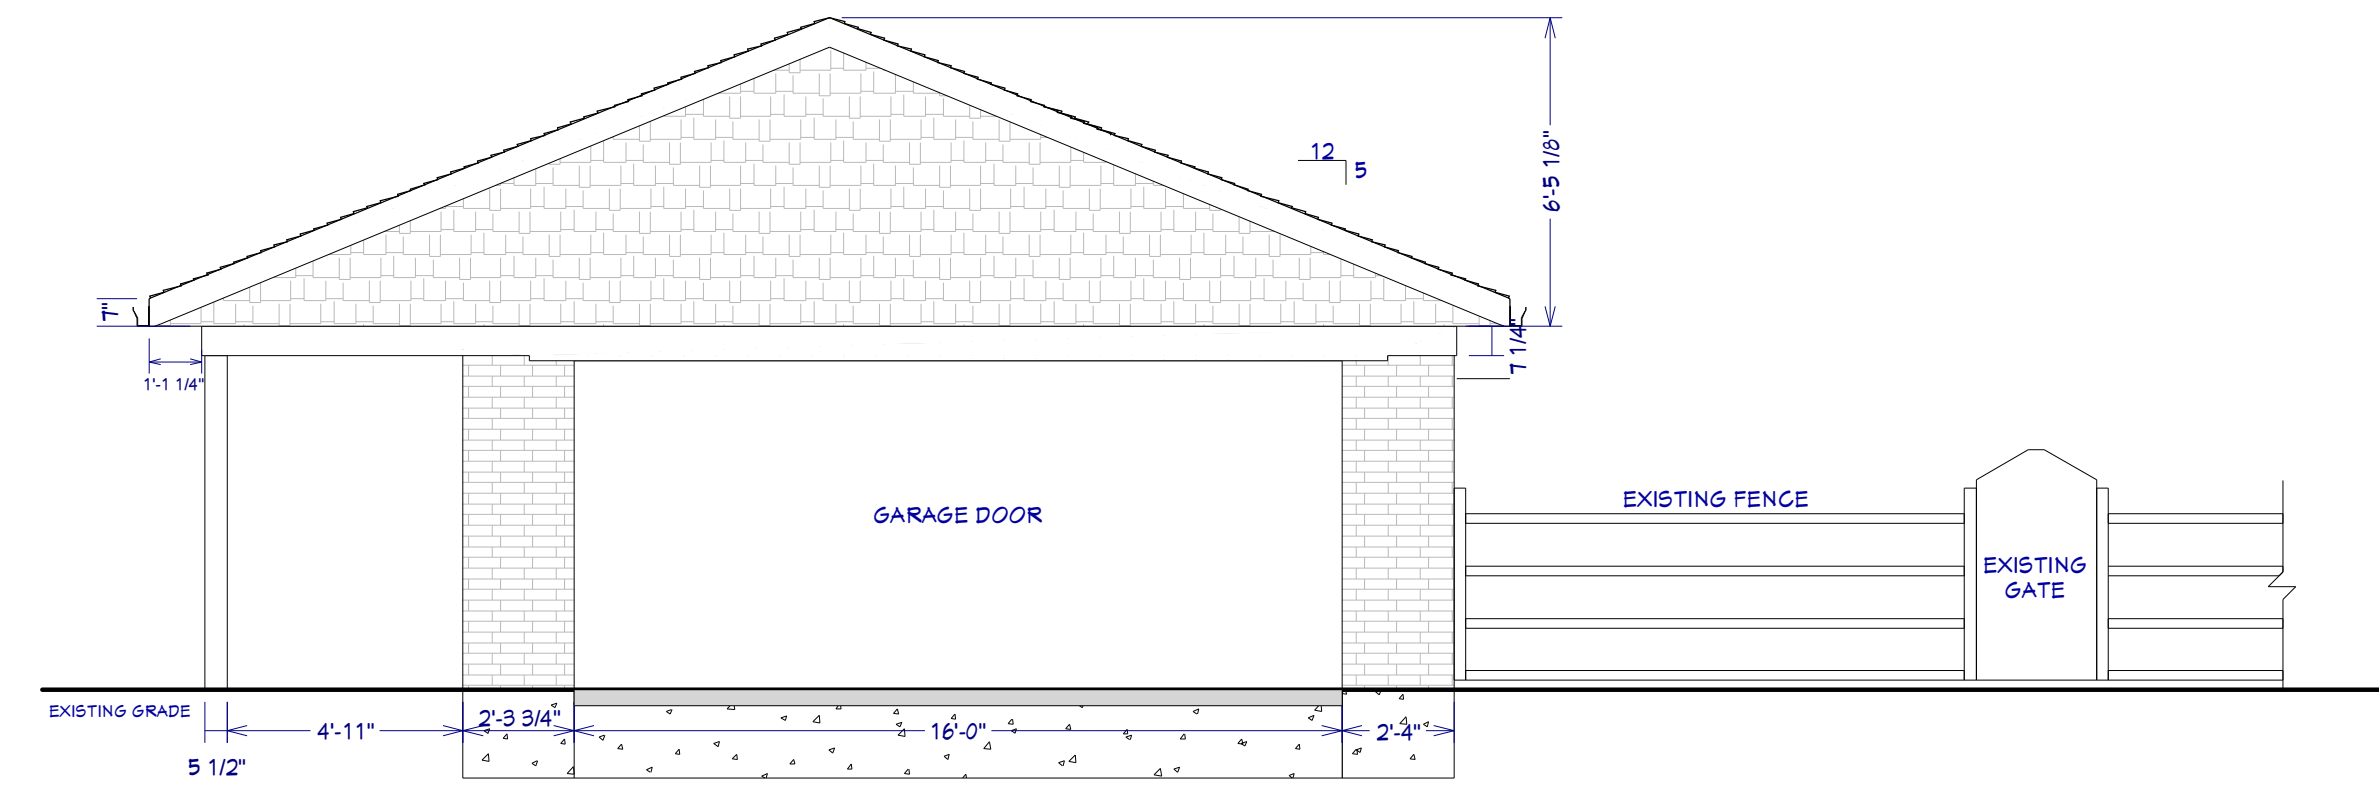 12
5
6'-5 1/8"
7"
7 1/4"
1'-1 1/4"
GARAGE DOOR
EXISTING FENCE
EXISTING
GATE
EXISTING GRADE
4'-11"
2'-3 3/4"
16'-0"
2'-4"
5 1/2"